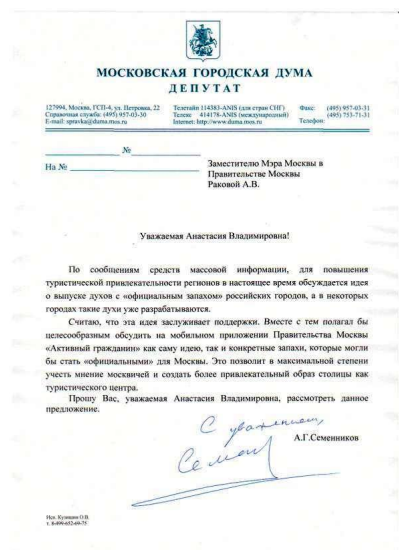 МОСКОВСКАЯ ГОРОДСКАЯ ДУМА
ДЕПУТАТ
127994, Москва, ГСП-4, ул. Петровка, 22
Справочная служба: (495) 957-03-30
E-mail: spravka@duma.mos.ru
Телетайп 114383-ANIS (для стран СНГ)
Телекс 414178-ANIS (международный)
Internet: http://www.duma.mos.ru
Факс: (495) 957-03-31
(495) 753-71-31
Телефон:
№
На №
Заместителю Мэра Москвы в
Правительстве Москвы
Раковой А.В.
Уважаемая Анастасия Владимировна!
По сообщениям средств массовой информации, для повышения
туристической привлекательности регионов в настоящее время обсуждается идея
о выпуске духов с «официальным запахом» российских городов, а в некоторых
городах такие духи уже разрабатываются.
Считаю, что эта идея заслуживает поддержки. Вместе с тем полагал бы
целесообразным обсудить на мобильном приложении Правительства Москвы
«Активный гражданин» как саму идею, так и конкретные запахи, которые могли
бы стать «официальными» для Москвы. Это позволит в максимальной степени
учесть мнение москвичей и создать более привлекательный образ столицы как
туристического центра.
Прошу Вас, уважаемая Анастасия Владимировна, рассмотреть данное
предложение.
С уважением,
А.Г.Семенников
Исп. Кузишин О.В.
т. 8-499-652-69-75